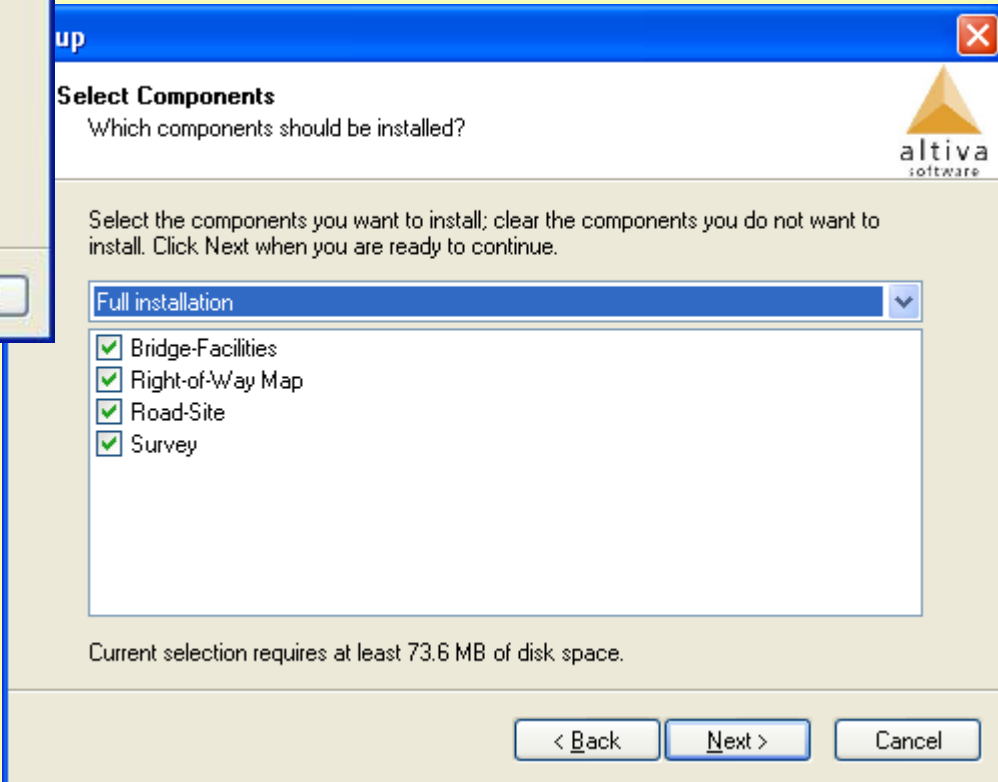 up
Select Components
Which components should be installed?
altiva
software
Select the components you want to install; clear the components you do not want to
install. Click Next when you are ready to continue.
Full installation
Bridge-Facilities
Right-of-Way Map
Road-Site
Survey
Current selection requires at least 73.6 MB of disk space.
< Back Next > Cancel